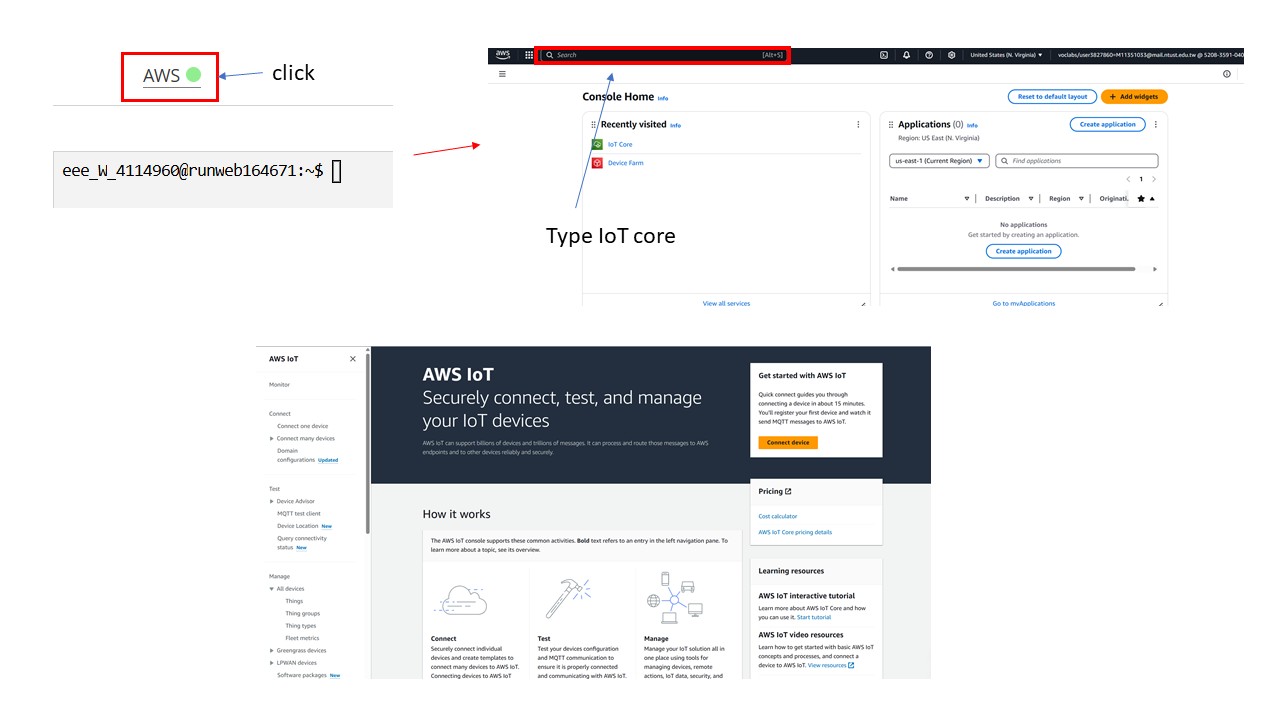 AWS
click
eee_W_4114960@runweb164671:~$
aws
Search
[Alt+S]
United States (N. Virginia)
voclabs/user3827860=M11351033@mail.ntust.edu.tw @ 5208-3591-040
Console Home Info
Reset to default layout
+ Add widgets
Recently visited Info
IoT Core
Device Farm
View all services
Applications (0) Info
Region: US East (N. Virginia)
Create application
us-east-1 (Current Region)
Find applications
1
Name
Description
Region
Originati.
No applications
Get started by creating an application.
Create application
Go to myApplications
Type IoT core
AWS IoT
Monitor
Connect
Connect one device
Connect many devices
Domain
configurations Updated
Test
Device Advisor
MQTT test client
Device Location New
Query connectivity
status New
Manage
All devices
Things
Thing groups
Thing types
Fleet metrics
Greengrass devices
LPWAN devices
Software packages New
AWS IoT
Securely connect, test, and manage
your IoT devices
AWS IoT can support billions of devices and trillions of messages. It can process and route those messages to AWS
endpoints and to other devices reliably and securely.
Get started with AWS IoT
Quick connect guides you through
connecting a device in about 15 minutes.
You'll register your first device and watch it
send MQTT messages to AWS IoT.
Connect device
Pricing
Cost calculator
AWS IoT Core pricing details
How it works
The AWS IoT console supports these common activities. Bold text refers to an entry in the left navigation pane. To
learn more about a topic, see its overview.
Connect
Securely connect individual
devices and create templates to
connect many devices to AWS IoT.
Connecting devices to AWS IoT
Test
Test your devices configuration
and MQTT communication to
ensure it is properly connected
and communicating with AWS IoT.
Manage
Manage your IoT solution all in
one place using tools for
managing devices, remote
actions, IoT data, security, and
Learning resources
AWS IoT interactive tutorial
Learn more about AWS IoT Core and how
you can use it. Start tutorial
AWS IoT video resources
Learn how to get started with basic AWS IoT
concepts and processes, and connect a
device to AWS IoT. View resources